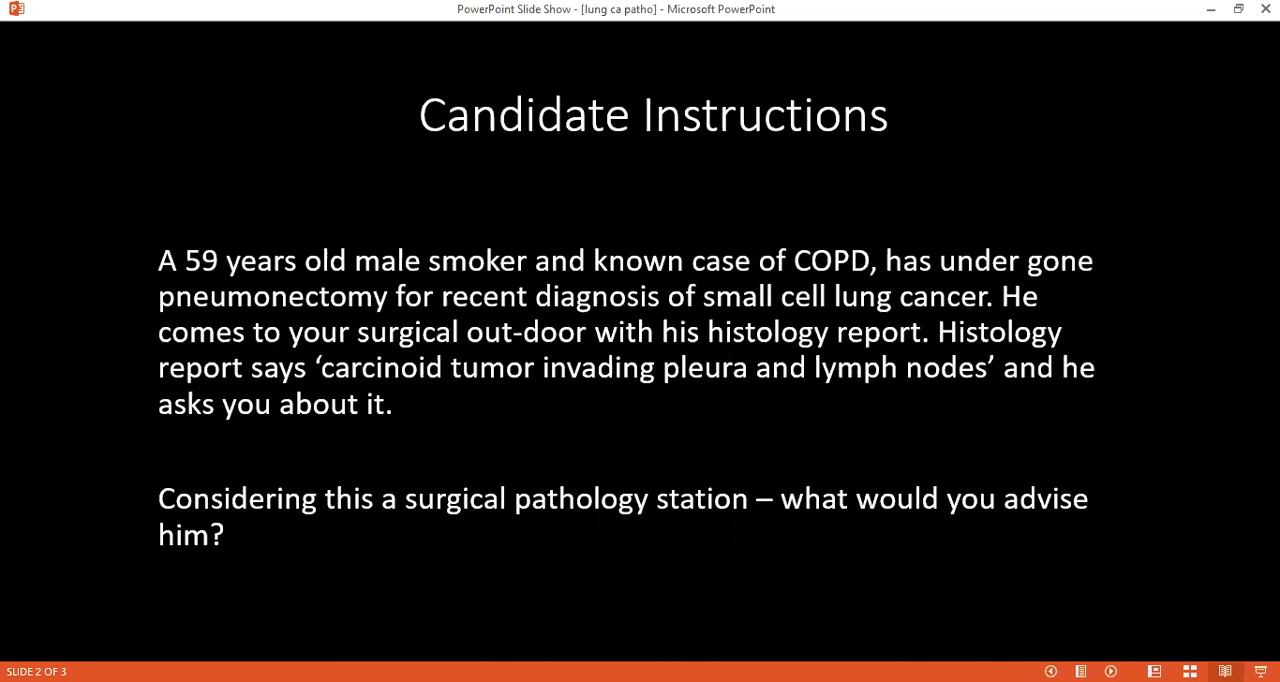 PowerPoint Slide Show - [lung ca patho] - Microsoft PowerPoint
Candidate Instructions
A 59 years old male smoker and known case of COPD, has under gone
pneumonectomy for recent diagnosis of small cell lung cancer. He
comes to your surgical out-door with his histology report. Histology
report says ‘carcinoid tumor invading pleura and lymph nodes’ and he
asks you about it.
Considering this a surgical pathology station – what would you advise
him?
SLIDE 2 OF 3